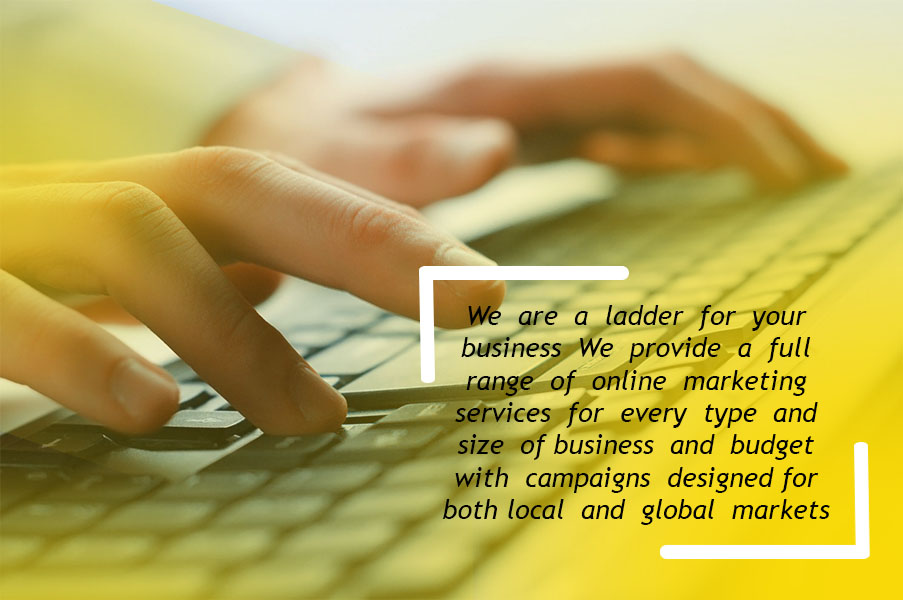 We are a ladder for your
business We provide a full
range of online marketing
services for every type and
size of business and budget
with campaigns designed for
both local and global markets